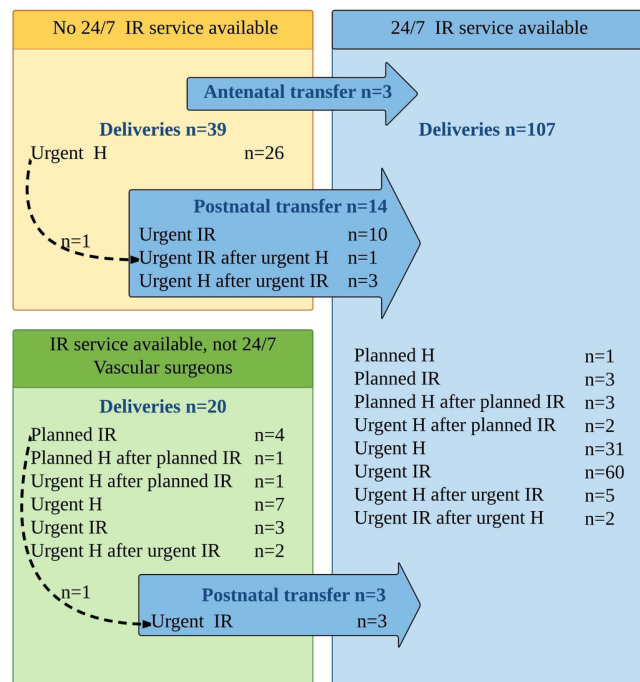 No 24/7 IR service available
Antenatal transfer n=3
Deliveries n=39
Urgent H n=26
n=1
Postnatal transfer n=14
Urgent IR n=10
Urgent IR after urgent H n=1
Urgent H after urgent IR n=3
IR service available, not 24/7
Vascular surgeons
Deliveries n=20
Planned IR n=4
Planned H after planned IR n=1
Urgent H after planned IR n=1
Urgent H n=7
Urgent IR n=3
Urgent H after urgent IR n=2
n=1
Postnatal transfer n=3
Urgent IR n=3
24/7 IR service available
Deliveries n=107
Planned H n=1
Planned IR n=3
Planned H after planned IR n=3
Urgent H after planned IR n=2
Urgent H n=31
Urgent IR n=60
Urgent H after urgent IR n=5
Urgent IR after urgent H n=2